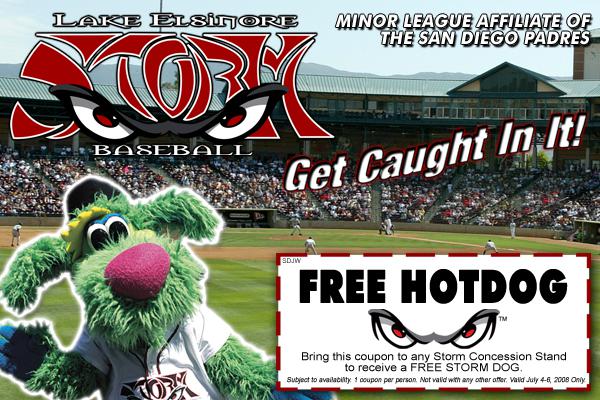 LAKE ELSINORE
STORM
BASEBALL
MINOR LEAGUE AFFILIATE OF
THE SAN DIEGO PADRES
Get Caught In It!
SDJW
FREE HOTDOG
TM
Bring this coupon to any Storm Concession Stand
to receive a FREE STORM DOG.
Subject to availability. 1 coupon per person. Not valid with any other offer. Valid July 4-6, 2008 Only.
STORM